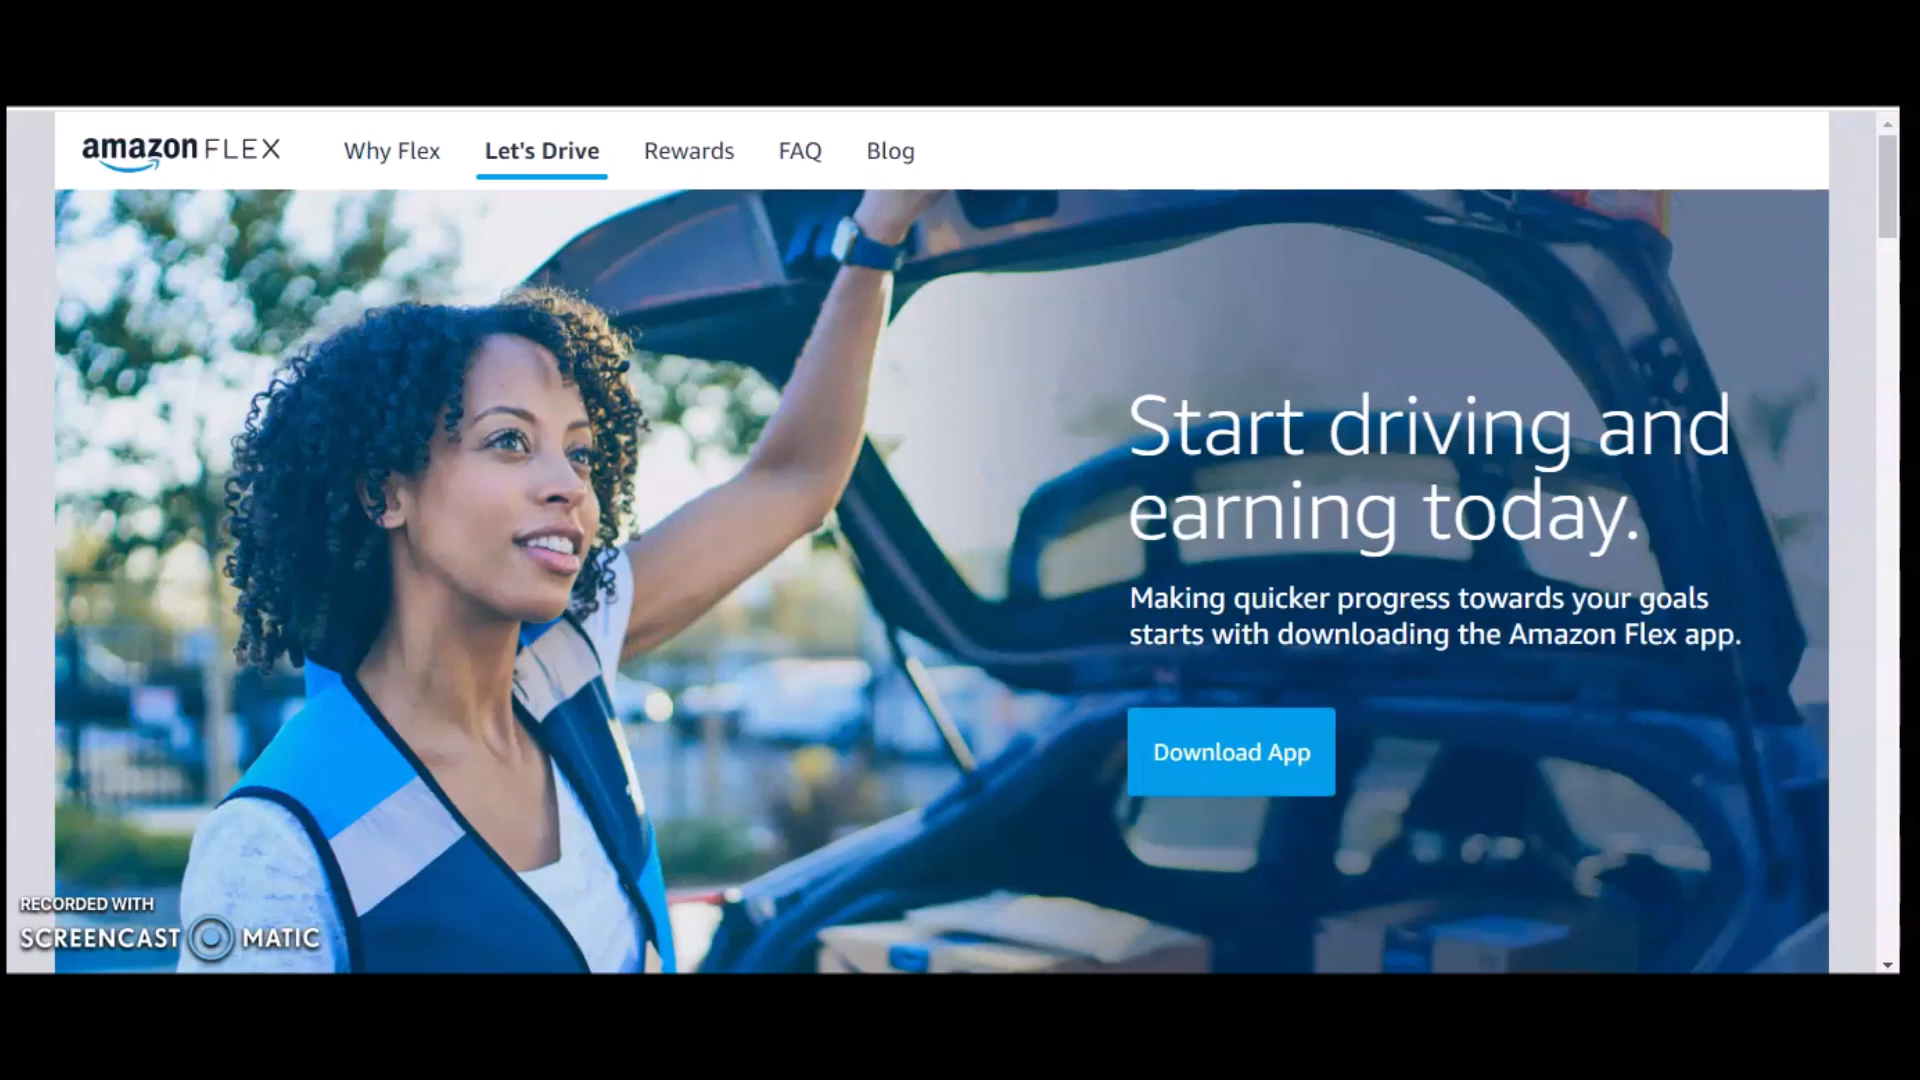 amazon FLEX Why Flex Let's Drive Rewards FAQ Blog
Start driving and
earning today.
Making quicker progress towards your goals
starts with downloading the Amazon Flex app.
Download App
RECORDED WITH
SCREENCAST MATIC